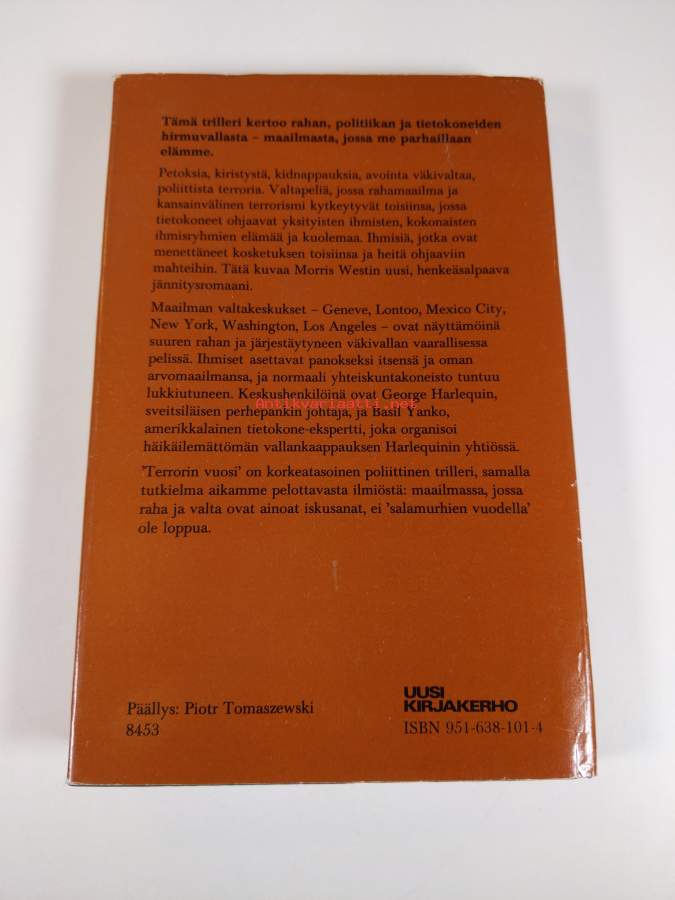 Tämä trilleri kertoo rahan, politiikan ja tietokoneiden
hirmuvallasta – maailmasta, jossa me parhaillaan
elämme.
Petoksia, kiristystä, kidnappauksia, avointa väkivaltaa,
poliittista terroria. Valtapeliä, jossa rahamaailma ja
kansainvälinen terrorismi kytkeytyvät toisiinsa, jossa
tietokoneet ohjaavat yksityisten ihmisten, kokonaisten
ihmisryhmien elämää ja kuolemaa. Ihmisiä, jotka ovat
menettäneet kosketuksen toisiinsa ja heitä ohjaaviin
mahteihin. Tätä kuvaa Morris Westin uusi, henkeäsalpaava
jännitysromaani.
Maailman valtakeskukset – Geneve, Lontoo, Mexico City,
New York, Washington, Los Angeles – ovat näyttämöinä
suuren rahan ja järjestäytyneen väkivallan vaarallisessa
pelissä. Ihmiset asettavat panokseksi itsensä ja oman
arvomaailmansa, ja normaali yhteiskuntakoneisto tuntuu
lukkiutuneen. Keskushenkilöinä ovat George Harlequin,
Antikvariaatti.net
sveitsiläisen perhepankin johtaja, ja Basil Yanko,
amerikkalainen tietokone-ekspertti, joka organisoi
häikäilemättömän vallankaappauksen Harlequinin yhtiössä.
'Terrorin vuosi' on korkeatasoinen poliittinen trilleri, samalla
tutkielma aikamme pelottavasta ilmiöstä: maailmassa, jossa
raha ja valta ovat ainoat iskusanat, ei 'salamurhien vuodella'
ole loppua.
Päällys: Piotr Tomaszewski
8453
UUSI
KIRJAKERHO
ISBN 951-638-101-4